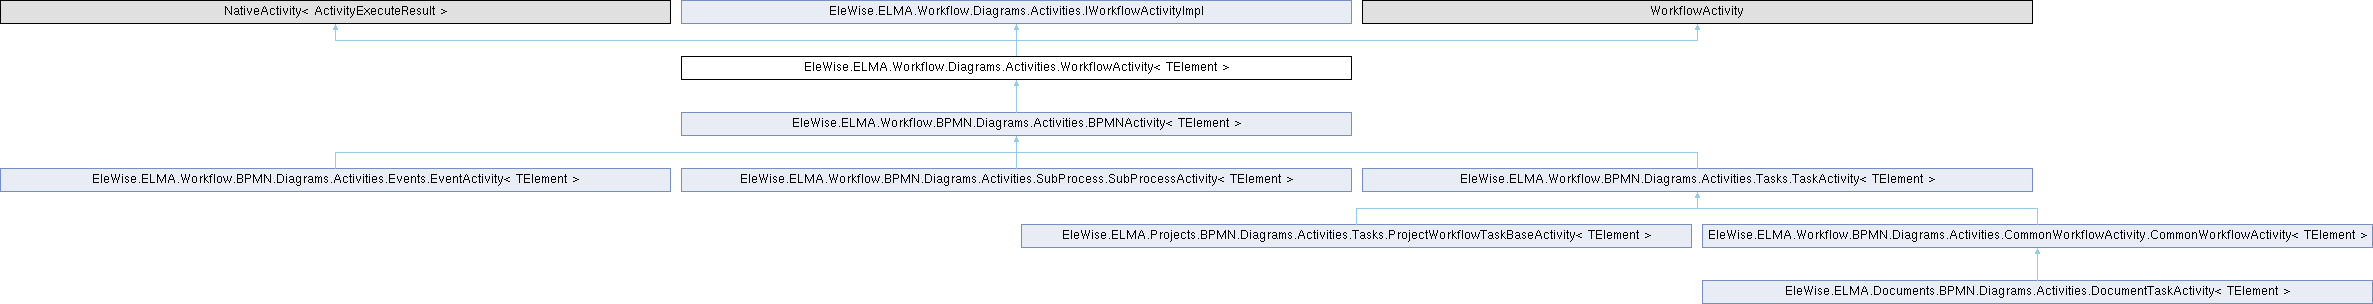 NativeActivity< ActivityExecuteResult >
EleWise.ELMA.Workflow.Diagrams.Activities.IWorkflowActivityImpl
WorkflowActivity
EleWise.ELMA.Workflow.Diagrams.Activities.WorkflowActivity< TElement >
EleWise.ELMA.Workflow.BPMN.Diagrams.Activities.BPMNActivity< TElement >
EleWise.ELMA.Workflow.BPMN.Diagrams.Activities.Events.EventActivity< TElement >
EleWise.ELMA.Workflow.BPMN.Diagrams.Activities.SubProcess.SubProcessActivity< TElement >
EleWise.ELMA.Workflow.BPMN.Diagrams.Activities.Tasks.TaskActivity< TElement >
EleWise.ELMA.Projects.BPMN.Diagrams.Activities.Tasks.ProjectWorkflowTaskBaseActivity< TElement >
EleWise.ELMA.Workflow.BPMN.Diagrams.Activities.CommonWorkflowActivity.CommonWorkflowActivity< TElement >
EleWise.ELMA.Documents.BPMN.Diagrams.Activities.DocumentTaskActivity< TElement >